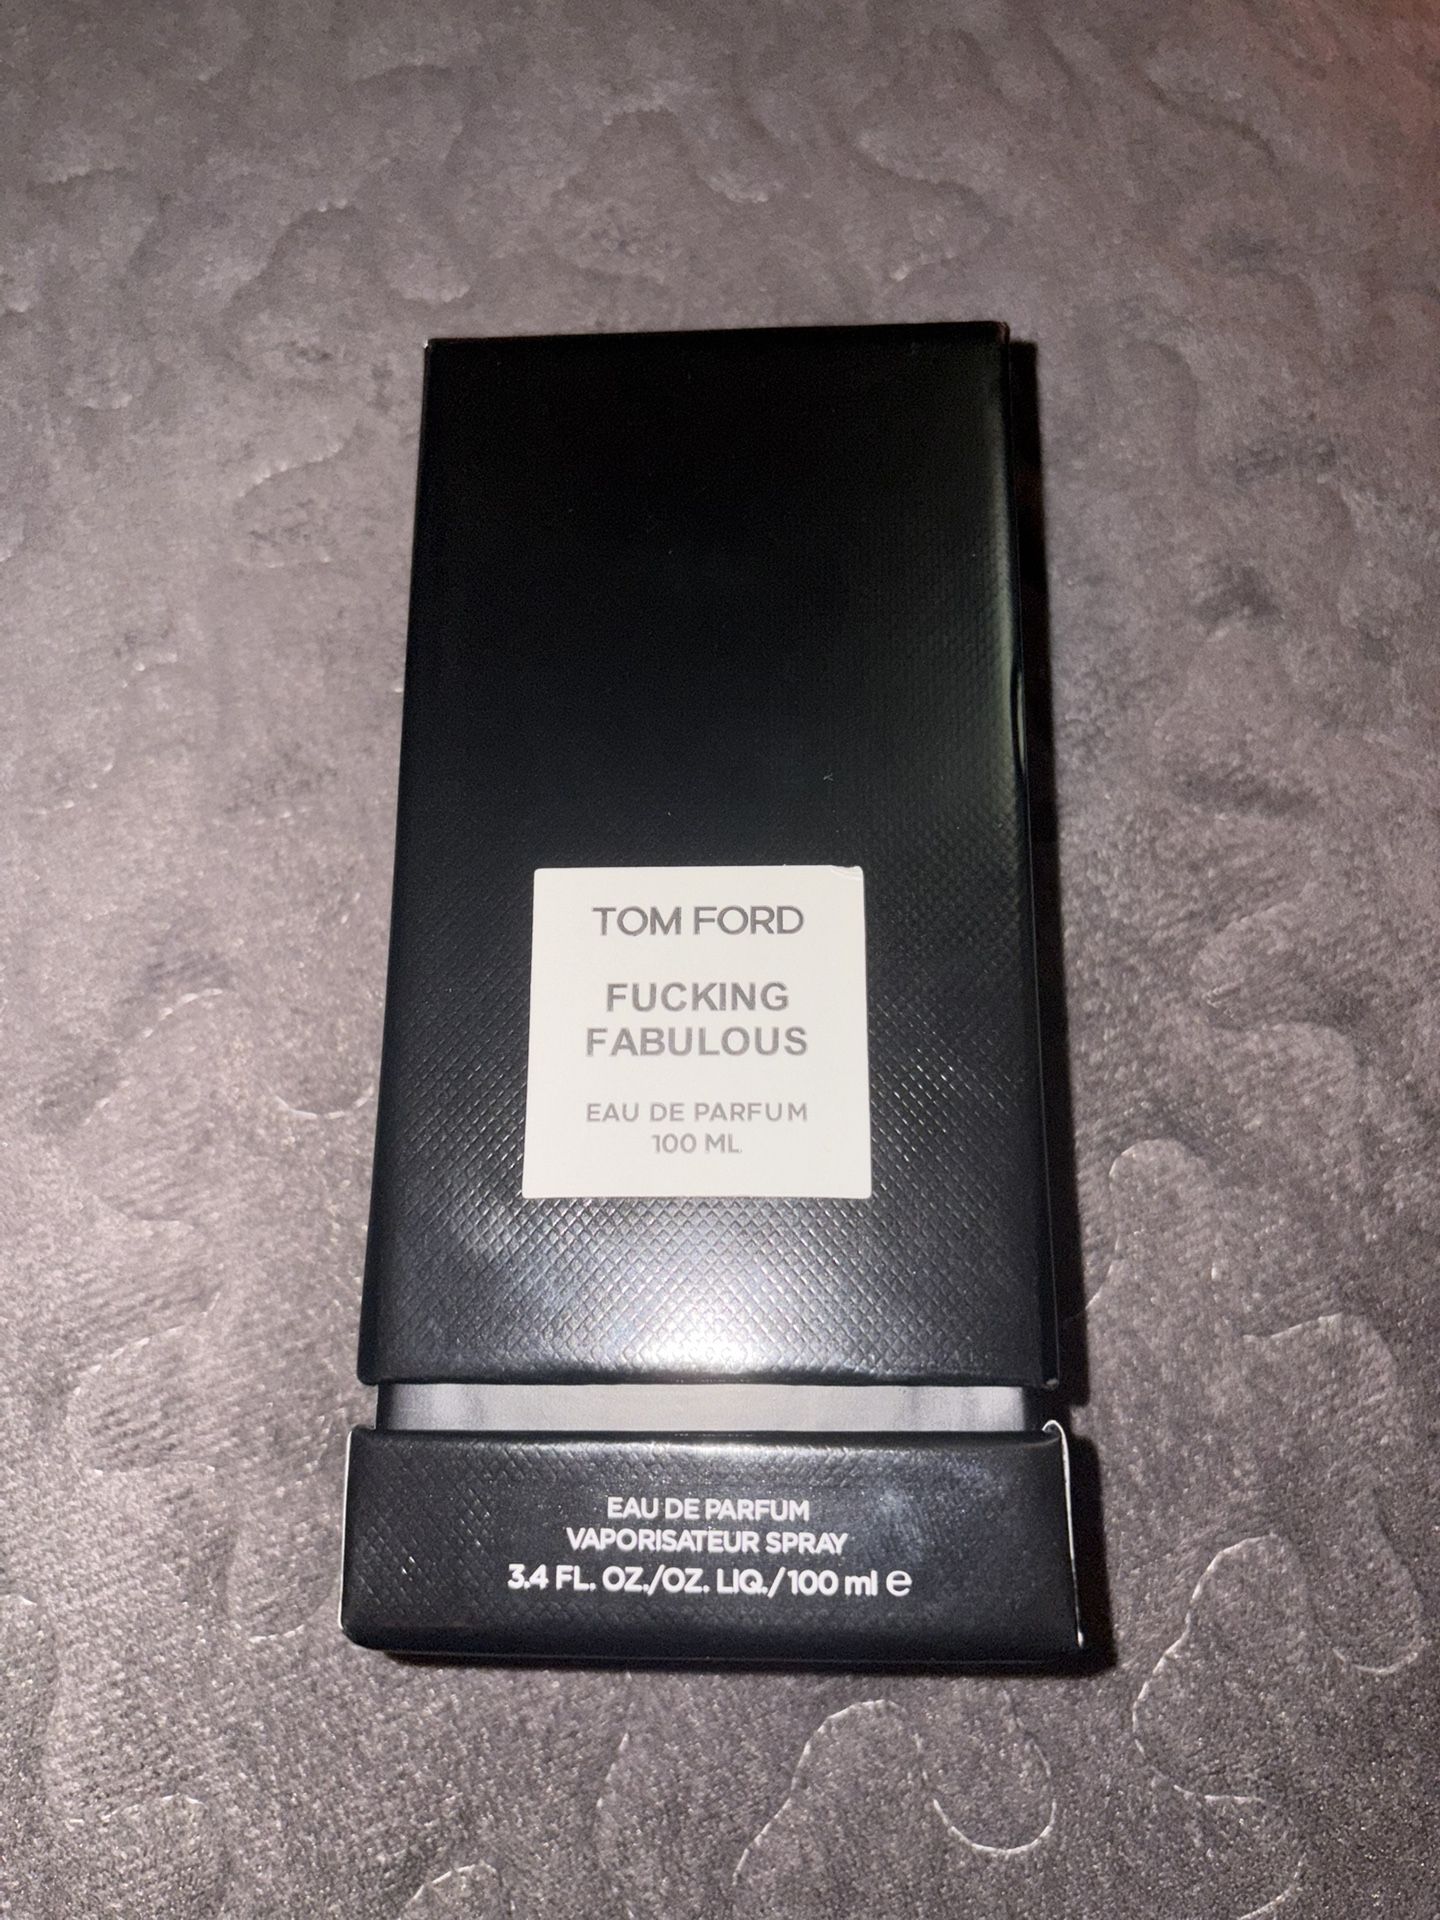 TOM FORD
FUCKING
FABULOUS
EAU DE PARFUM
100 ML
EAU DE PARFUM
VAPORISATEUR SPRAY
3.4 FL. OZ./OZ. LIQ./100 ml ℮